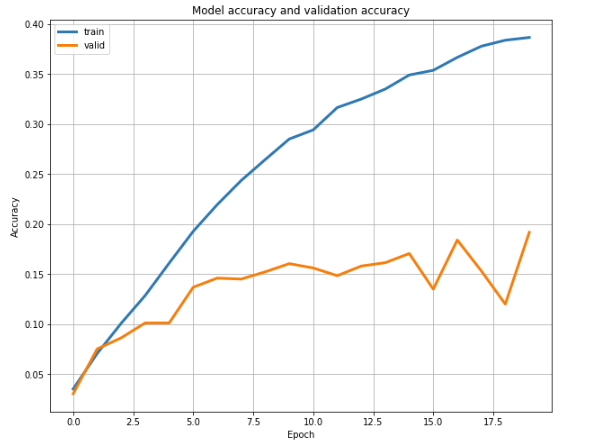 Model accuracy and validation accuracy
train
valid
Accuracy
0.40
0.35
0.30
0.25
0.20
0.15
0.10
0.05
0.0 2.5 5.0 7.5 10.0 12.5 15.0 17.5
Epoch